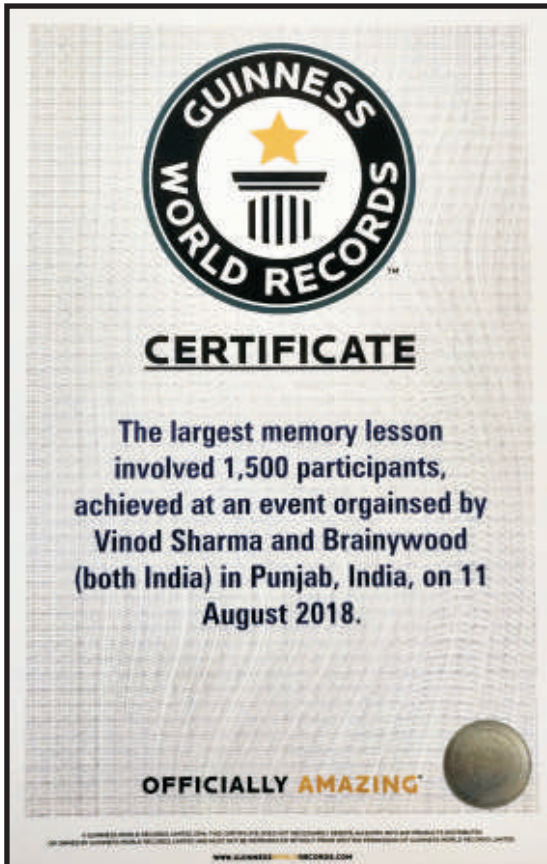 GUINNESS
WORLD RECORDS
™
CERTIFICATE
The largest memory lesson
involved 1,500 participants,
achieved at an event orgainsed by
Vinod Sharma and Brainywood
(both India) in Punjab, India, on 11
August 2018.
OFFICIALLY AMAZING
WWW.GUINNESSWORLDRECORDS.COM